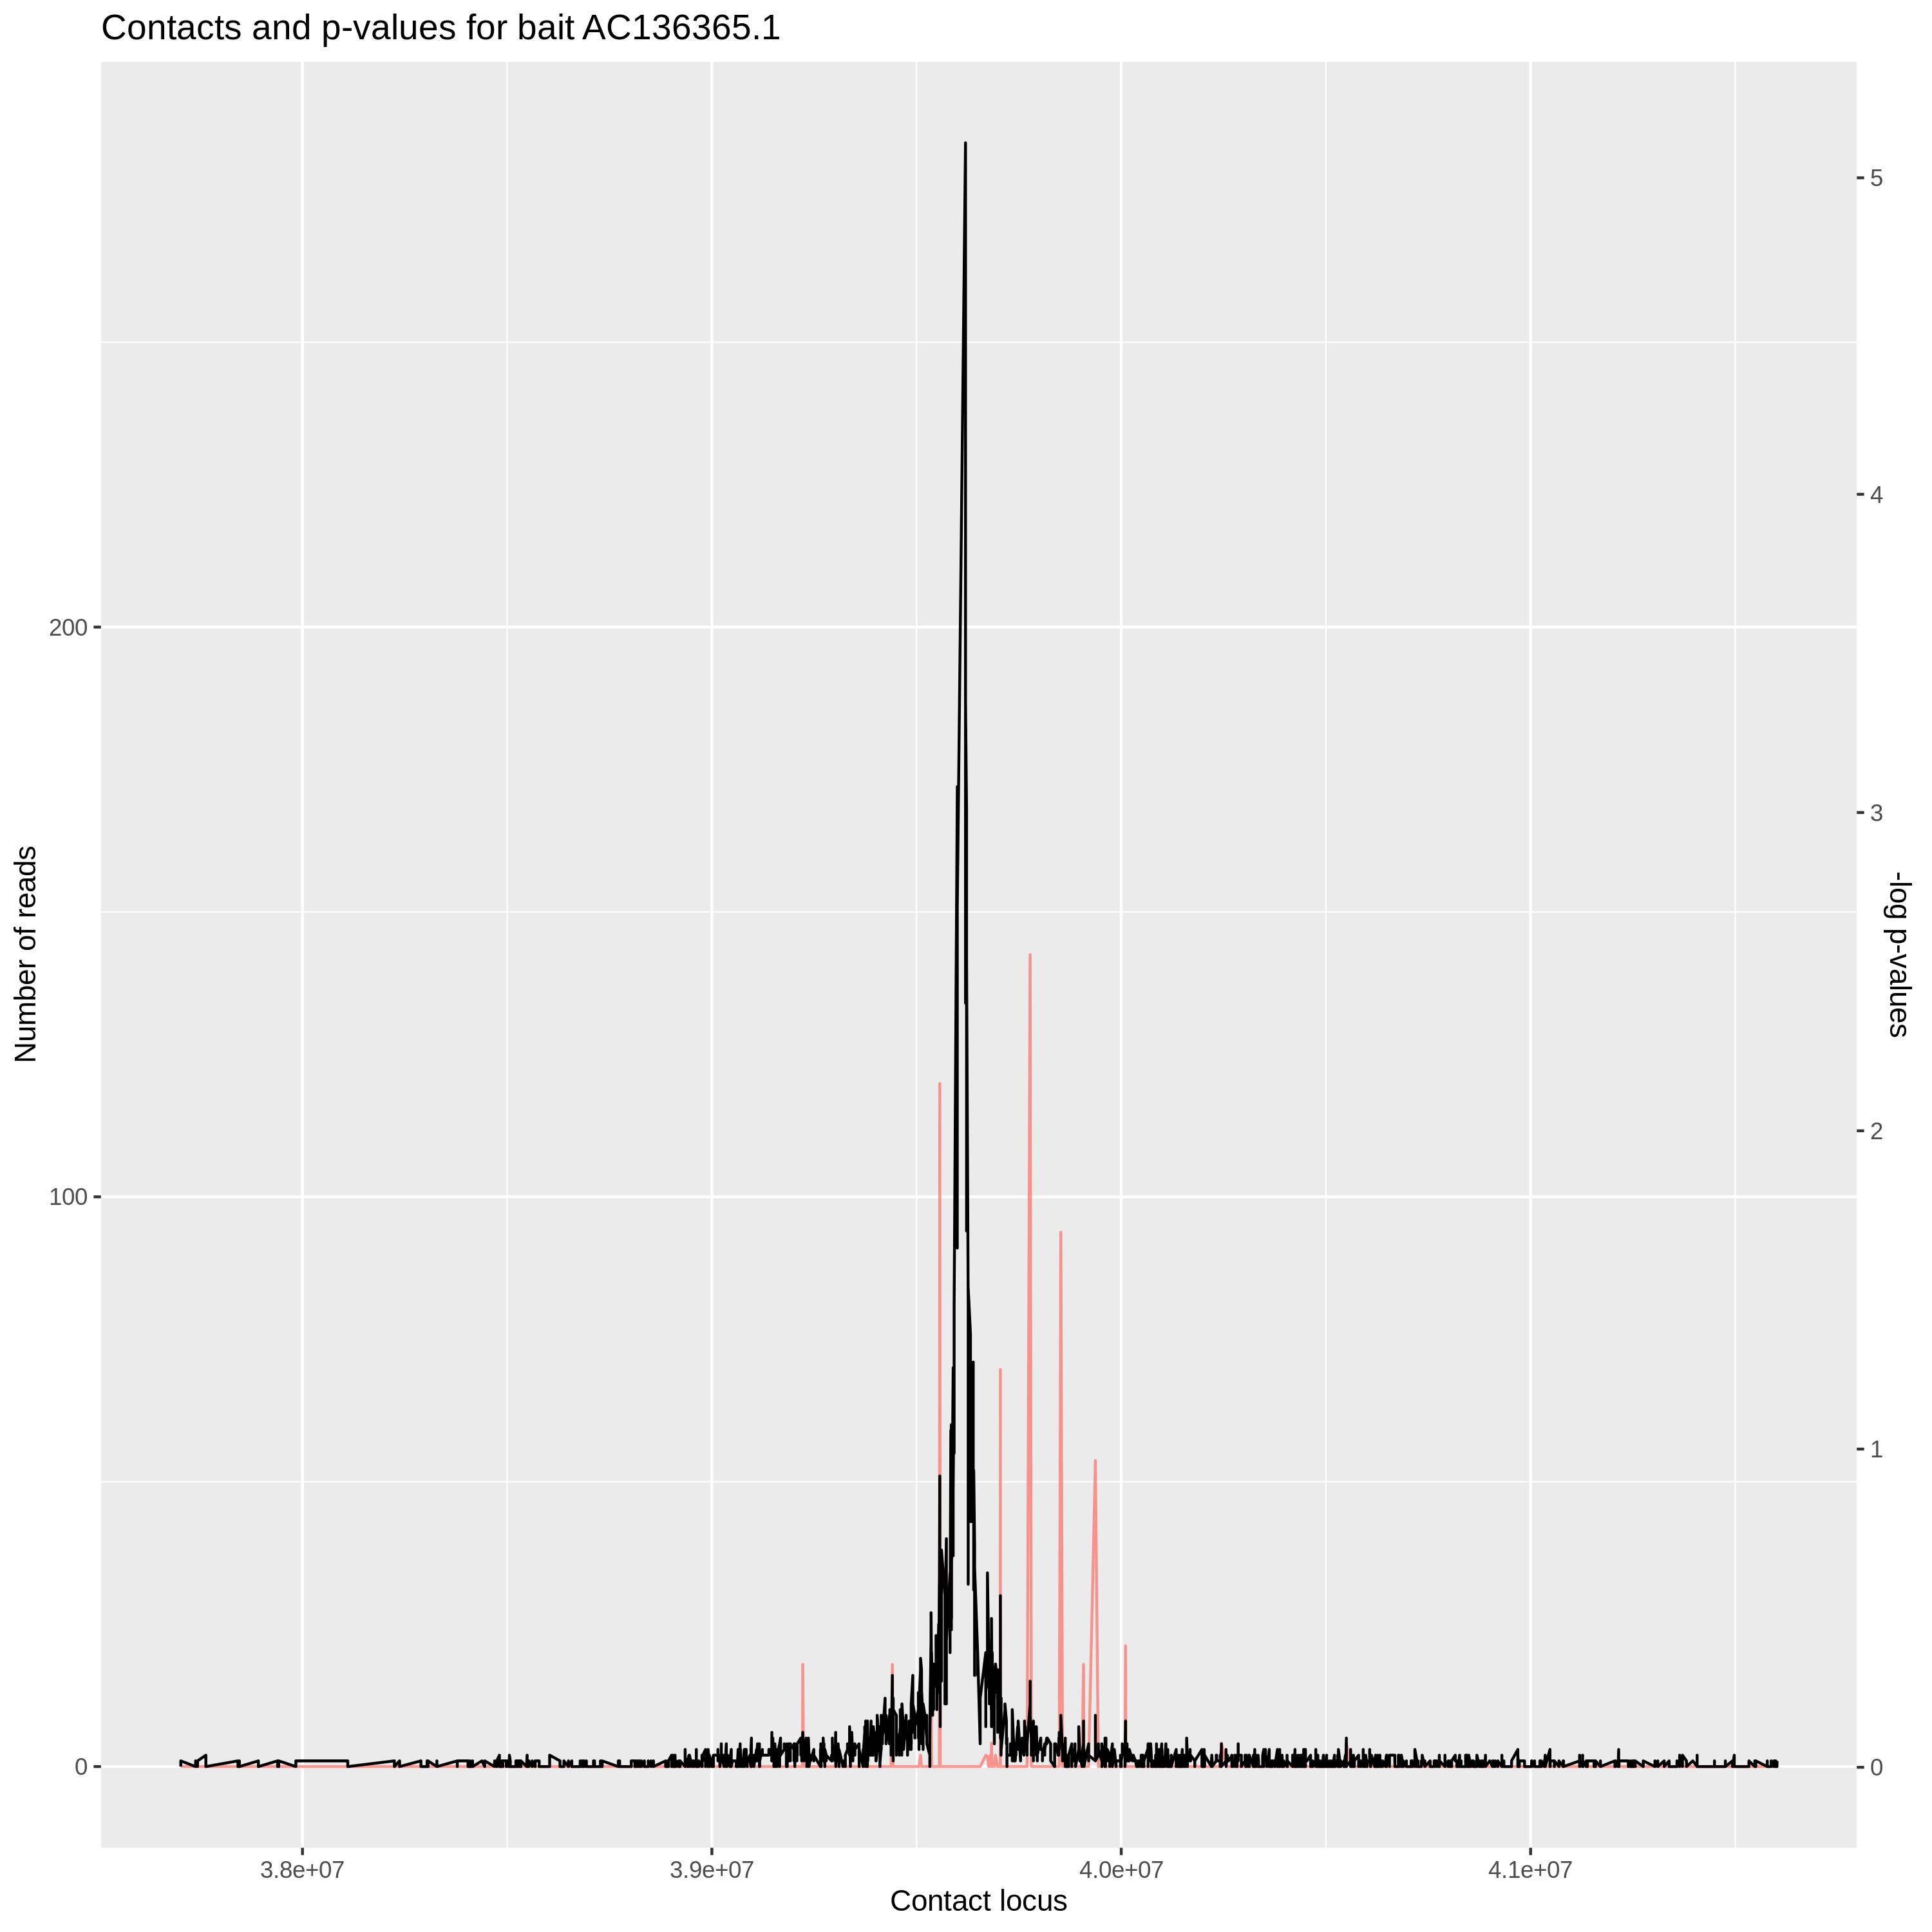 Contacts and p-values for bait AC136365.1
Number of reads
200
100
0
5
4
3
2
1
0
-log p-values
3.8e+07
3.9e+07
4.0e+07
4.1e+07
Contact locus